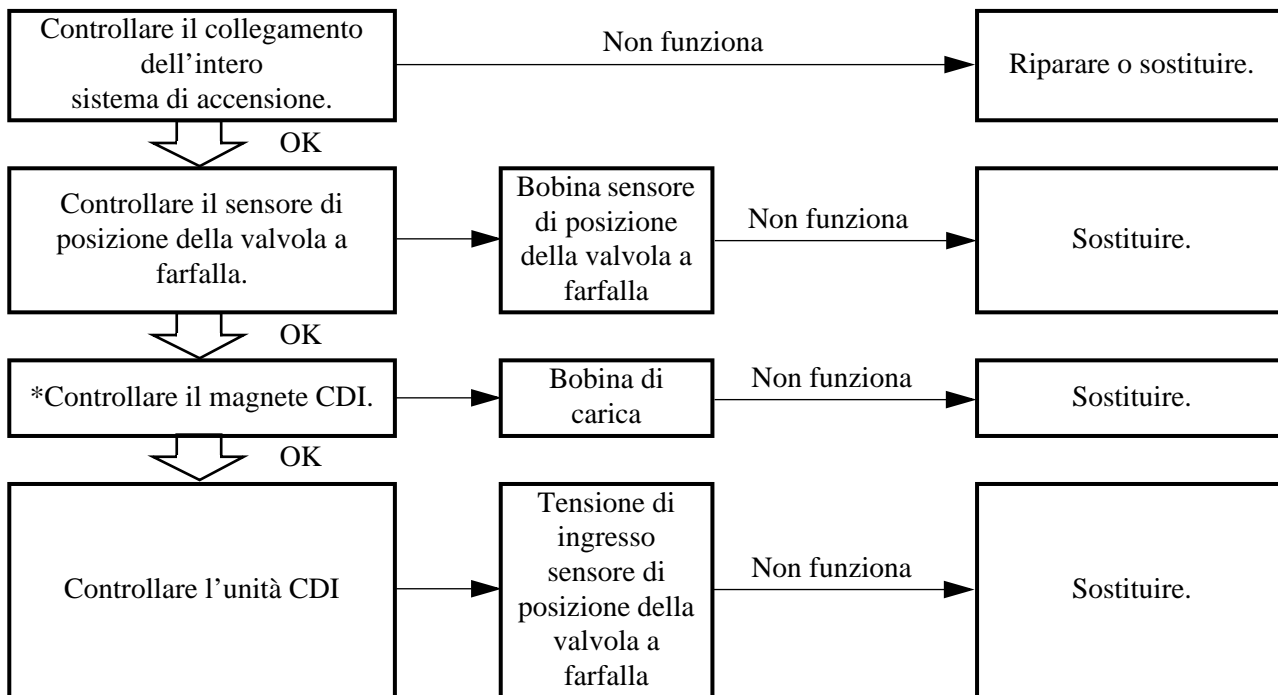 Controllare il collegamento
dell’intero
sistema di accensione.
Non funziona
Riparare o sostituire.
OK
Controllare il sensore di
posizione della valvola a
farfalla.
Bobina sensore
di posizione
della valvola a
farfalla
Non funziona
Sostituire.
OK
*Controllare il magnete CDI.
Bobina di
carica
Non funziona
Sostituire.
OK
Controllare l’unità CDI
Tensione di
ingresso
sensore di
posizione della
valvola a
farfalla
Non funziona
Sostituire.